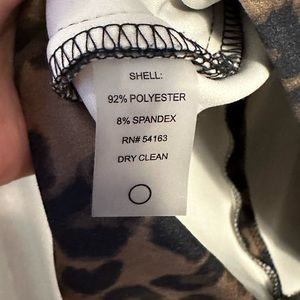 SHELL:
92% POLYESTER
8% SPANDEX
RN# 54163
DRY CLEAN